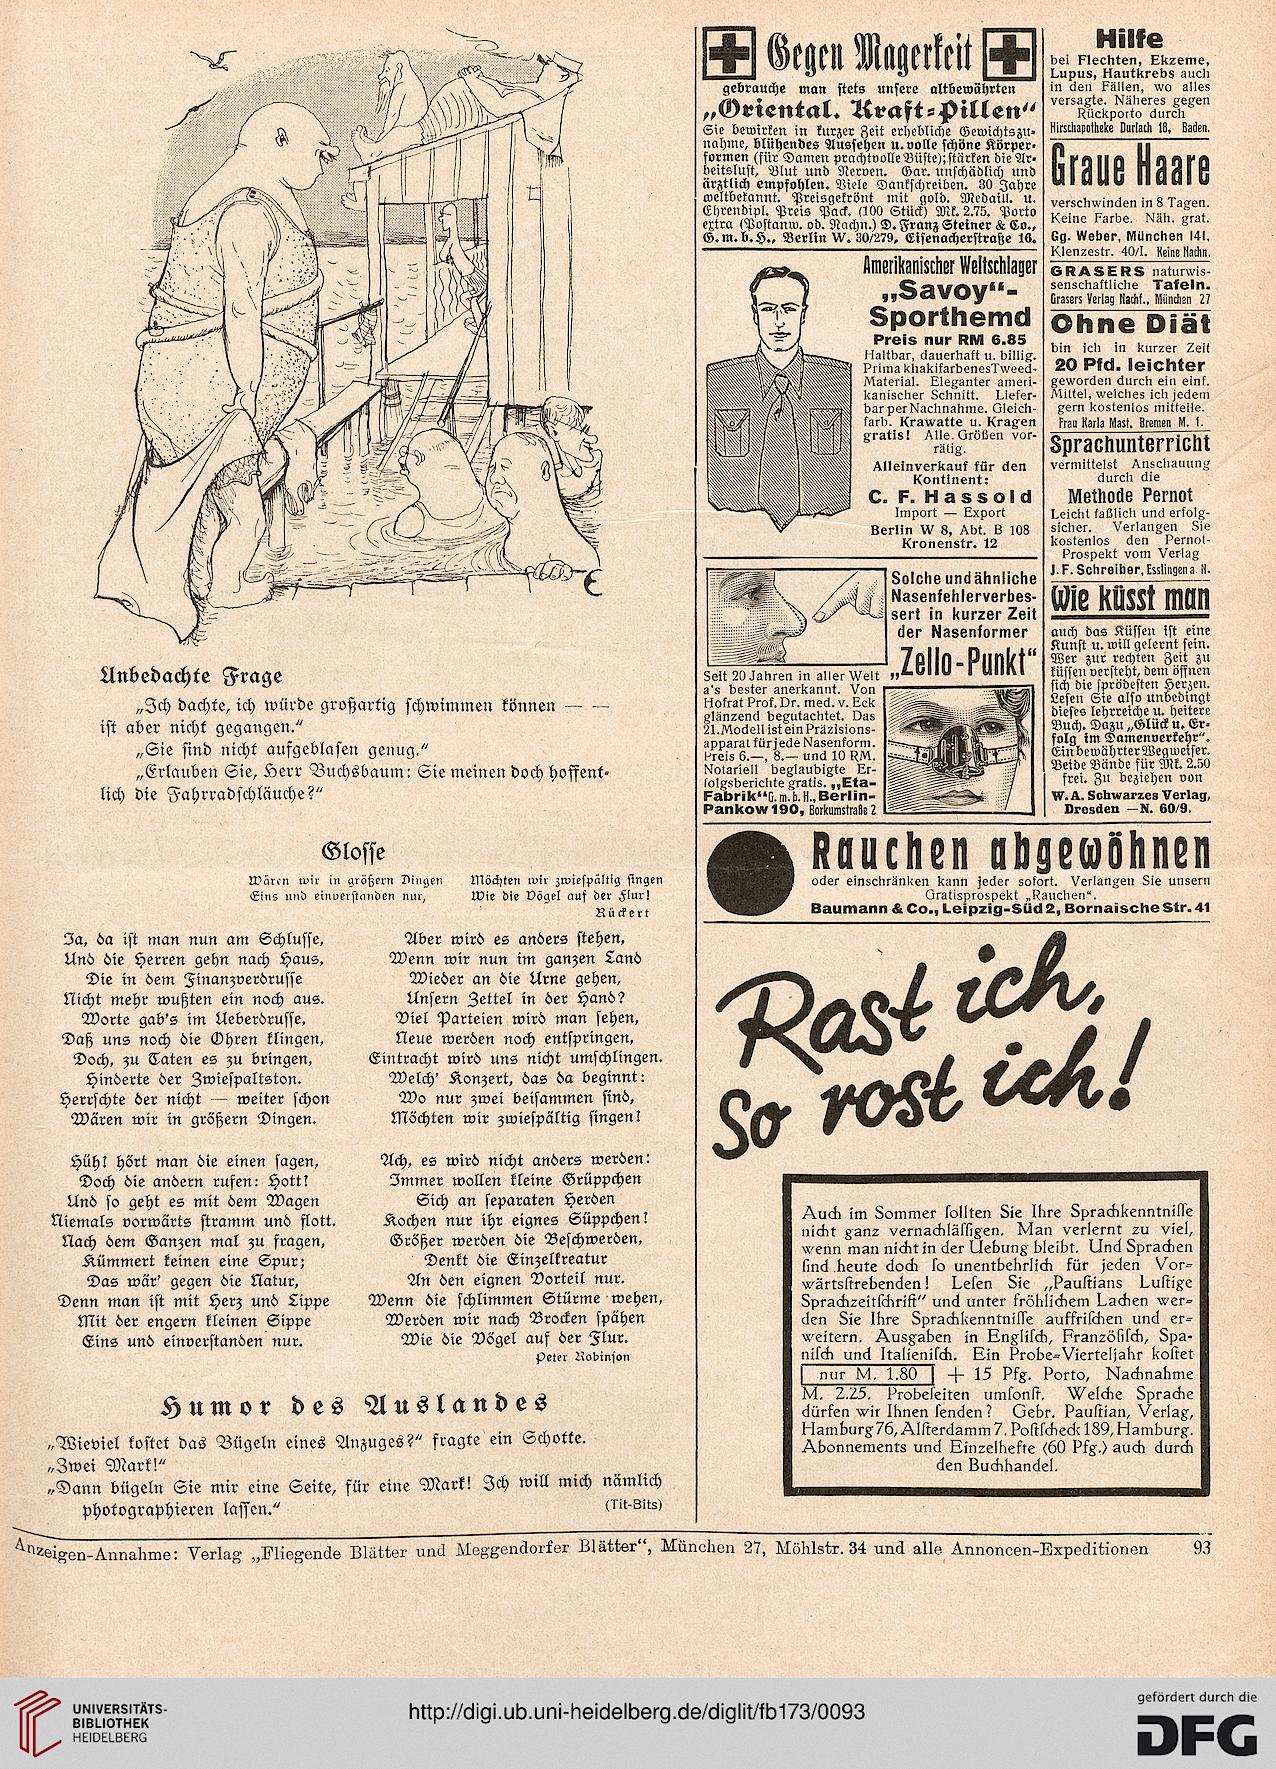 Unbedachte Frage
„Ich dachte, ich würde großartig schwimmen können — —
ist aber nicht gegangen."
„Sie sind nicht aufgeblasen genug."
„Erlauben Sie, Herr Buchsbaum: Sie meinen doch hoffent-
lich die Fahrradschläuche?"
Glosse
Wären wir in größern Dingen
Eins und einverstanden nur,
Möchten wir zwiespältig singen
Wie die Vögel auf der Flur!
Rückert
Ja, da ist man nun am Schlusse,
Und die Herren gehn nach Haus,
Die in dem Finanzverdrusse
Nicht mehr wußten ein noch aus.
Worte gab's im Ueberdrusse,
Daß uns noch die Ohren klingen,
Doch, zu Taten es zu bringen,
Hinderte der Zwiespaltston.
Herrschte der nicht — weiter schon
Wären wir in größern Dingen.
Hüh! hört man die einen sagen,
Doch die andern rufen: Hott!
Und so geht es mit dem Wagen
Niemals vorwärts stramm und flott.
Nach dem Ganzen mal zu fragen,
Kümmert keinen eine Spur;
Das wär' gegen die Natur,
Denn man ist mit Herz und Lippe
Mit der engern kleinen Sippe
Eins und einverstanden nur.
Aber wird es anders stehen,
Wenn wir nun im ganzen Land
Wieder an die Urne gehen,
Unsern Zettel in der Hand?
Viel Parteien wird man sehen,
Neue werden noch entspringen,
Eintracht wird uns nicht umschlingen.
Welch' Konzert, das da beginnt:
Wo nur zwei beisammen sind,
Möchten wir zwiespältig singen!
Ach, es wird nicht anders werden:
Immer wollen kleine Grüppchen
Sich an separaten Herden
Kochen nur ihr eignes Süppchen!
Größer werden die Beschwerden,
Denkt die Einzelkreatur
An den eignen Vorteil nur.
Wenn die schlimmen Stürme wehen,
Werden wir nach Brocken spähen
Wie die Vögel auf der Flur.
Peter Robinson
Humor des Auslandes
„Wieviel kostet das Bügeln eines Anzuges?" fragte ein Schotte.
„Zwei Mark!"
„Dann bügeln Sie mir eine Seite, für eine Mark! Ich will mich nämlich
photographieren lassen."
(Tit-Bits)
Gegen Magerkeit
gebrauche man stets unsere altbewährten
„Oriental. Kraft-Pillen"
Sie bewirken in kurzer Zeit erhebliche Gewichtszu-
nahme, blühendes Aussehen u. volle schöne Körper-
formen (für Damen prachtvolle Büste); stärken die Ar-
beitslust, Blut und Nerven. Gar. unschädlich und
ärztlich empfohlen. Viele Dankschreiben. 30 Jahre
weltbekannt. Preisgekrönt mit gold. Medaill. u.
Ehrendipl. Preis Pack. (100 Stück) Mk. 2.75. Porto
extra (Postanw. od. Nachn.) D. Franz Steiner & Co.,
G. m. b. H., Berlin W. 30/279, Eisenacherstraße 16.
Amerikanischer Weltschlager
„Savoy"-
Sporthemd
Preis nur RM 6.85
Haltbar, dauerhaft u. billig.
Prima khakifarbenes Tweed-
Material. Eleganter ameri-
kanischer Schnitt. Liefer-
bar per Nachnahme. Gleich-
farb. Krawatte u. Kragen
gratis! Alle. Größen vor-
rätig.
Alleinverkauf für den
Kontinent:
C. F. Hassold
Import — Export
Berlin W 8, Abt. B 108
Kronenstr. 12
Solche und ähnliche
Nasenfehler verbes-
sert in kurzer Zeit
der Nasenformer
„Zello-Punkt"
Seit 20 Jahren in aller Welt
a's bester anerkannt. Von
Hofrat Prof. Dr. med. v. Eck
glänzend begutachtet. Das
21. Modell ist ein Präzisions-
apparat für jede Nasenform.
Preis 6.—, 8.— und 10 RM.
Notariell beglaubigte Er-
folgsberichte gratis. „Eta-
Fabrik" G. m. b. H., Berlin-
Pankow 190, Borkumstraße 2
Hilfe
bei Flechten, Ekzeme,
Lupus, Hautkrebs auch
in den Fällen, wo alles
versagte. Näheres gegen
Rückporto durch
Hirschapotheke Durlach 18, Baden.
Graue Haare
verschwinden in 8 Tagen.
Keine Farbe. Näh. grat.
Gg. Weber, München 141,
Klenzestr. 40/I. Keine Nachn.
GRASERS naturwis-
senschaftliche Tafeln.
Grasers Verlag Nachf., München 27
Ohne Diät
bin ich in kurzer Zeit
20 Pfd. leichter
geworden durch ein einf.
Mittel, welches ich jedem
gern kostenlos mitteile.
Frau Karla Mast, Bremen M. 1.
Sprachunterricht
vermittelst Anschauung
durch die
Methode Pernot
Leicht faßlich und erfolg-
sicher. Verlangen Sie
kostenlos den Pernot-
Prospekt vom Verlag
J. F. Schreiber, Esslingen a. N.
Wie küsst man
auch das Küssen ist eine
Kunst u. will gelernt sein.
Wer zur rechten Zeit zu
küssen versteht, dem öffnen
sich die sprödesten Herzen.
Lesen Sie also unbedingt
dieses lehrreiche u. heitere
Buch. Dazu „Glück u. Er-
folg im Damenverkehr".
Ein bewährter Wegweiser.
Beide Bände für Mk. 2.50
frei. Zu beziehen von
W. A. Schwarzes Verlag,
Dresden — N. 60/9.
Rauchen abgewöhnen
oder einschränken kann jeder sofort. Verlangen Sie unsern
Gratisprospekt „Rauchen".
Baumann & Co., Leipzig-Süd 2, Bornaische Str. 41
Rast ich,
so rost ich!
Auch im Sommer sollten Sie Ihre Sprachkenntnisse
nicht ganz vernachlässigen. Man verlernt zu viel,
wenn man nicht in der Uebung bleibt. Und Sprachen
sind heute doch so unentbehrlich für jeden Vor-
wärtsstrebenden! Lesen Sie „Paustians Lustige
Sprachzeitschrift" und unter fröhlichem Lachen wer-
den Sie Ihre Sprachkenntnisse auffrischen und er-
weitern. Ausgaben in Englisch, Französisch, Spa-
nisch und Italienisch. Ein Probe-Vierteljahr kostet
nur M. 1.80 + 15 Pfg. Porto, Nachnahme
M. 2.25. Probeseiten umsonst. Welche Sprache
dürfen wir Ihnen senden? Gebr. Paustian, Verlag,
Hamburg 76, Alsterdamm 7. Postscheck 189, Hamburg.
Abonnements und Einzelhefte (60 Pfg.) auch durch
den Buchhandel.
Anzeigen-Annahme: Verlag „Fliegende Blätter und Meggendorfer Blätter", München 27, Möhlstr. 34 und alle Annoncen-Expeditionen 93
UNIVERSITÄTS-
BIBLIOTHEK
HEIDELBERG
http://digi.ub.uni-heidelberg.de/diglit/fb173/0093
gefördert durch die
DFG